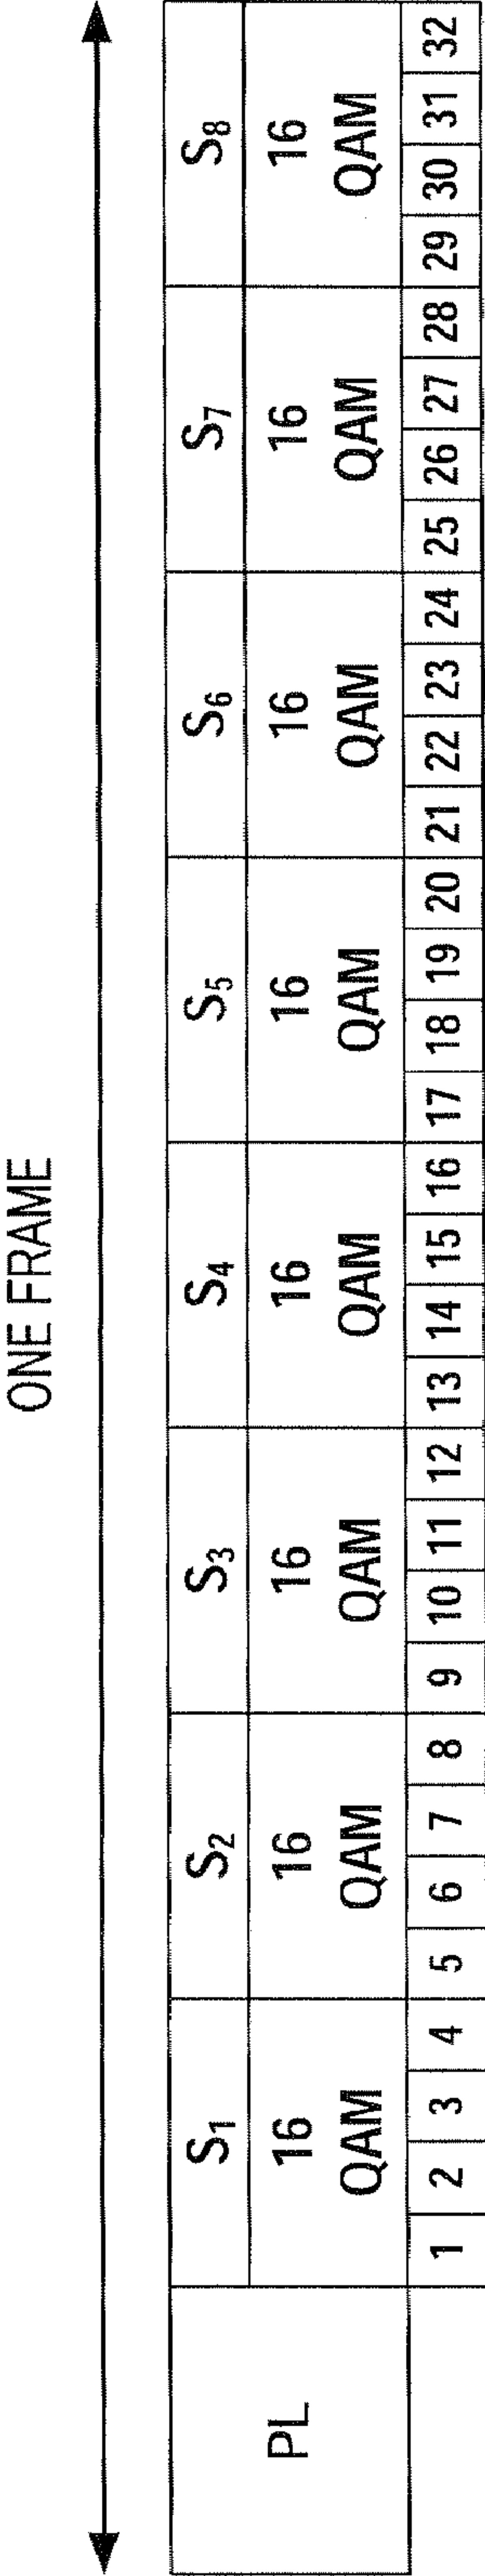 ONE FRAME
S₁ S₂ S₃ S₄ S₅ S₆ S₇ S₈
PL
16 16 16 16 16 16 16 16
QAM QAM QAM QAM QAM QAM QAM QAM
1 2 3 4 5 6 7 8 9 10 11 12 13 14 15 16 17 18 19 20 21 22 23 24 25 26 27 28 29 30 31 32